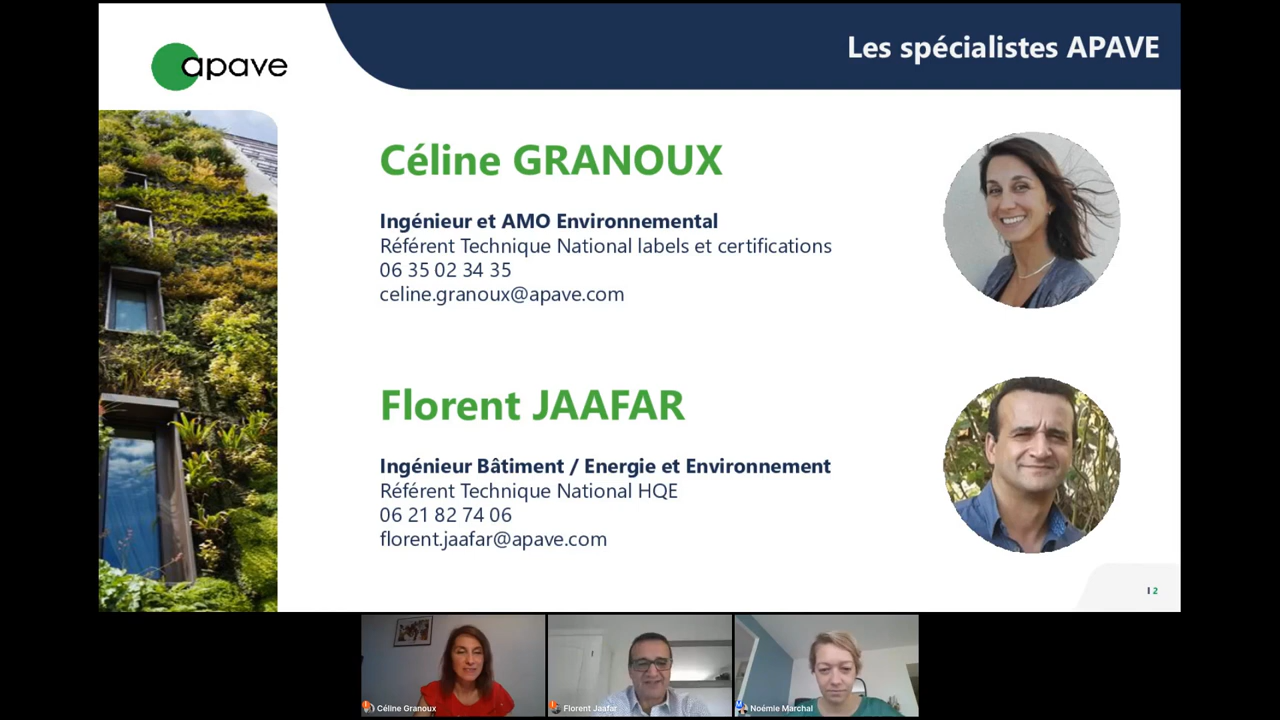 apave
Les spécialistes APAVE
Céline GRANOUX
Ingénieur et AMO Environnemental
Référent Technique National labels et certifications
06 35 02 34 35
celine.granoux@apave.com
Florent JAAFAR
Ingénieur Bâtiment / Energie et Environnement
Référent Technique National HQE
06 21 82 74 06
florent.jaafar@apave.com
I 2
Céline Granoux
Florent Jaafar
Noémie Marchal